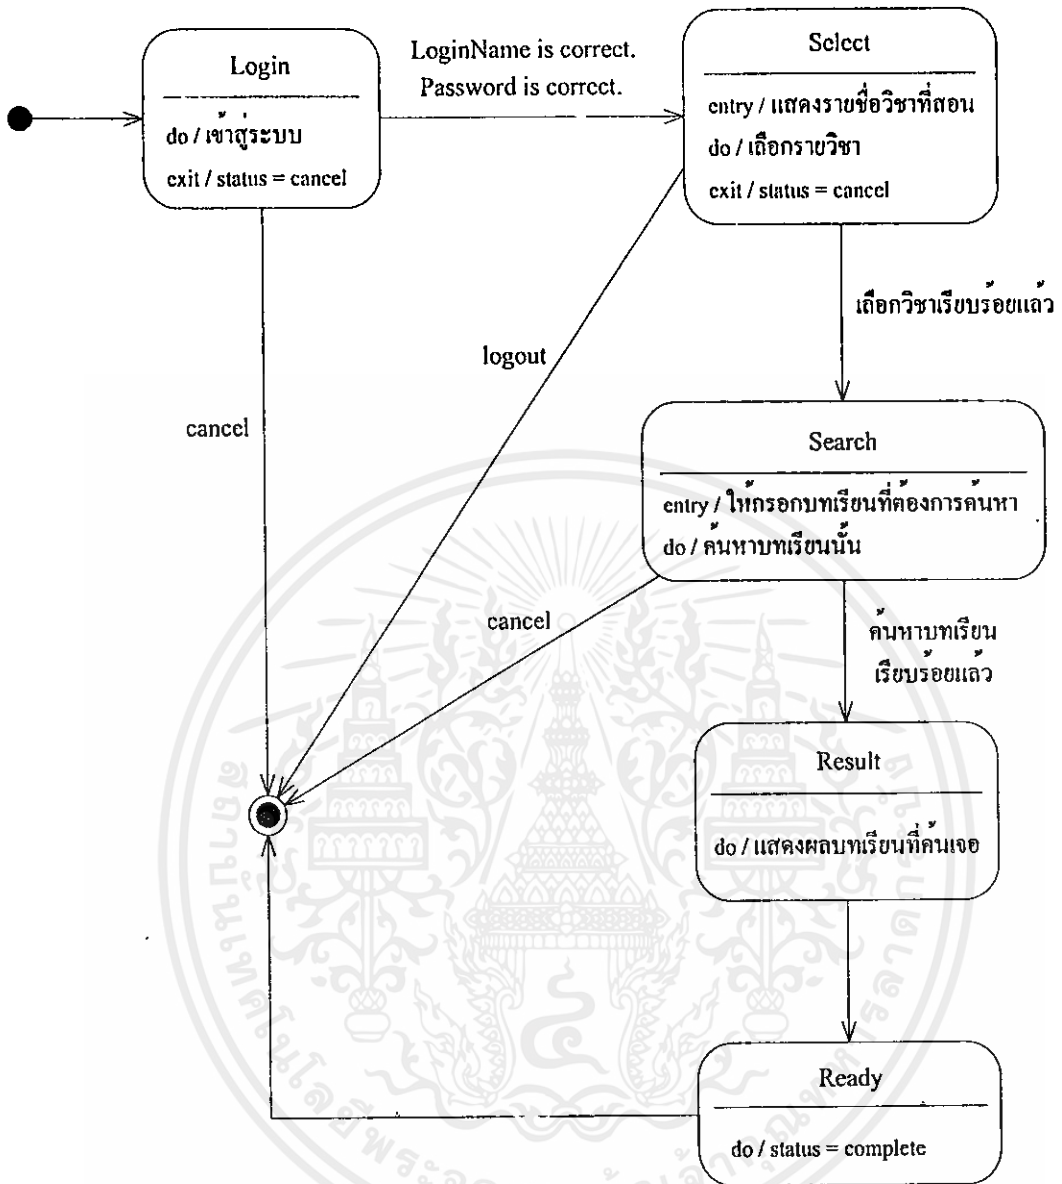 Login
do / เข้าสู่ระบบ
exit / status = cancel
LoginName is correct.
Password is correct.
Select
entry / แสดงรายชื่อวิชาที่สอน
do / เลือกรายวิชา
exit / status = cancel
เลือกวิชาเรียบร้อยแล้ว
logout
cancel
Search
entry / ให้กรอกบทเรียนที่ต้องการค้นหา
do / ค้นหาบทเรียนนั้น
cancel
ค้นหาบทเรียน
เรียบร้อยแล้ว
Result
do / แสดงผลบทเรียนที่ค้นเจอ
Ready
do / status = complete